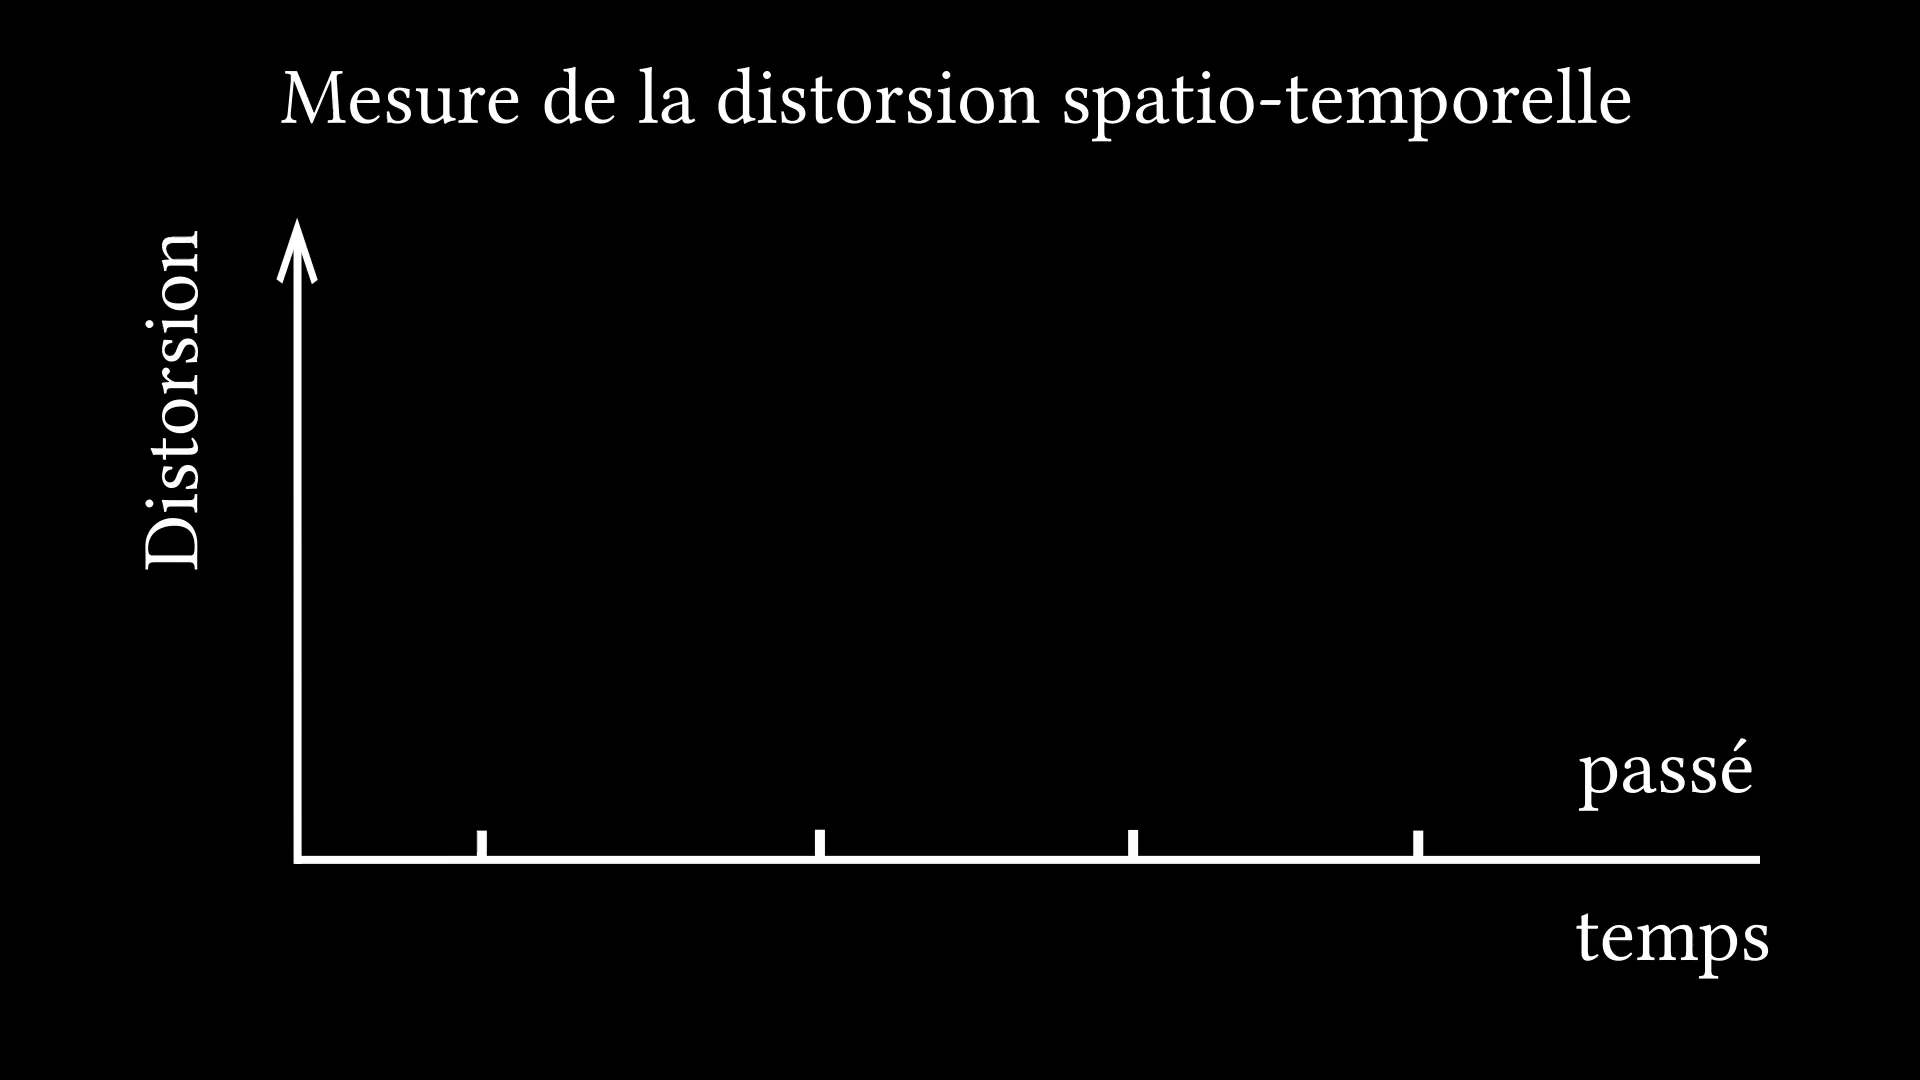 Mesure de la distorsion spatio-temporelle
Distorsion
passé
temps